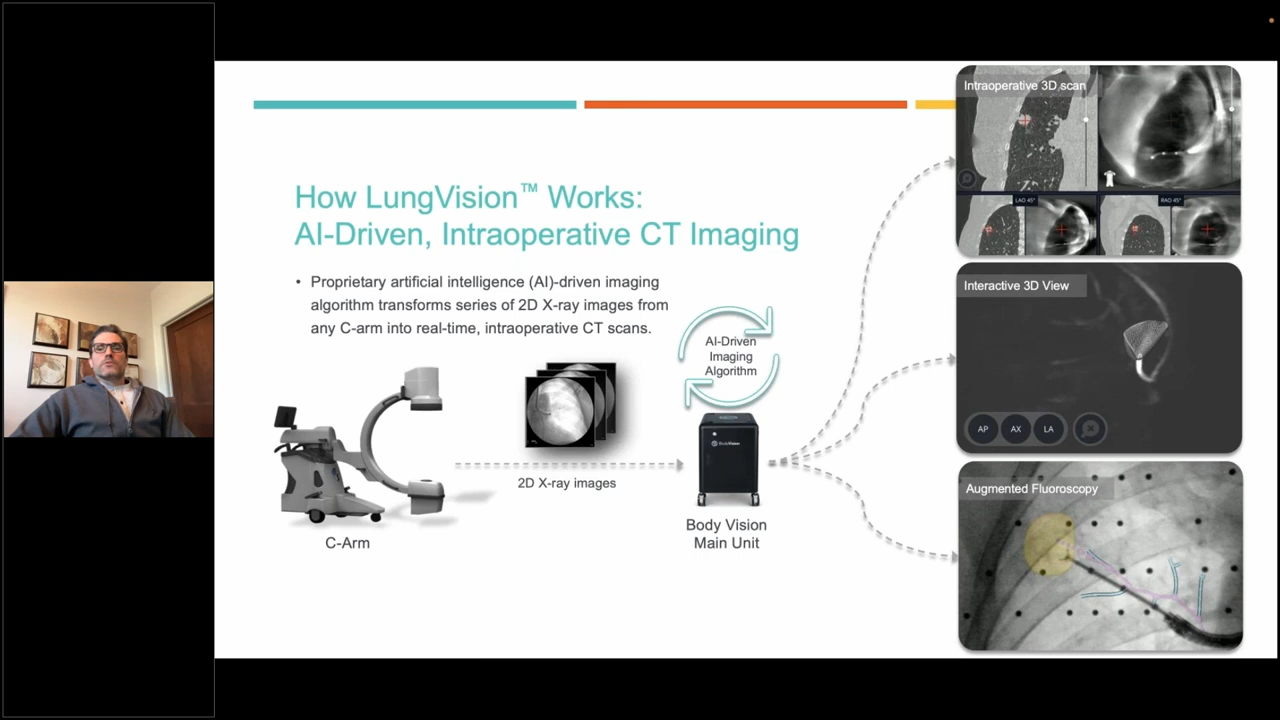 How LungVision™ Works:
AI-Driven, Intraoperative CT Imaging
• Proprietary artificial intelligence (AI)-driven imaging
algorithm transforms series of 2D X-ray images from
any C-arm into real-time, intraoperative CT scans.
C-Arm
2D X-ray images
AI-Driven
Imaging
Algorithm
BodyVision
Body Vision
Main Unit
Intraoperative 3D scan
LAO 45°
RAO 45°
Interactive 3D View
AP
AX
LA
Augmented Fluoroscopy